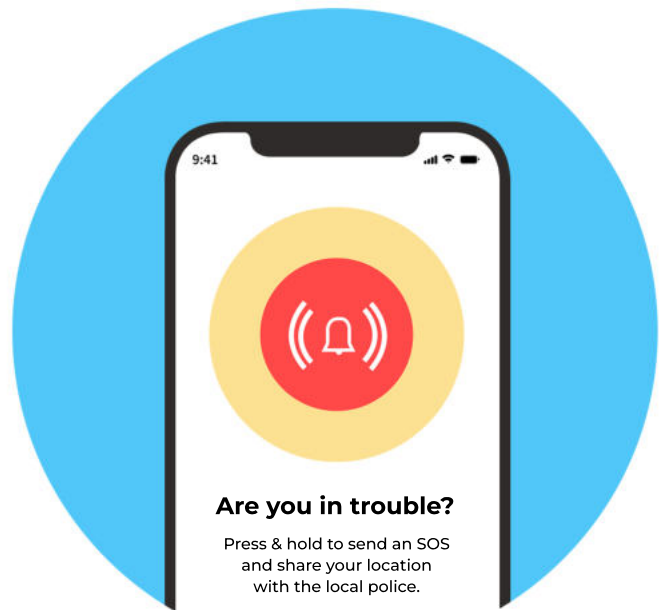 9:41
Are you in trouble?
Press & hold to send an SOS
and share your location
with the local police.